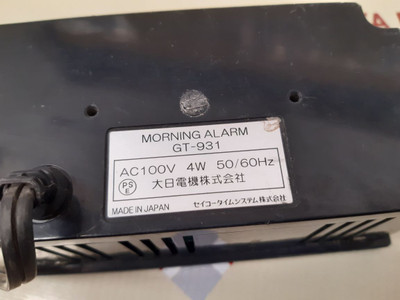 MORNING ALARM
GT-931
AC100V 4W 50/60Hz
PS
E
大日電機株式会社
MADE IN JAPAN セイコータイムシステム株式会社